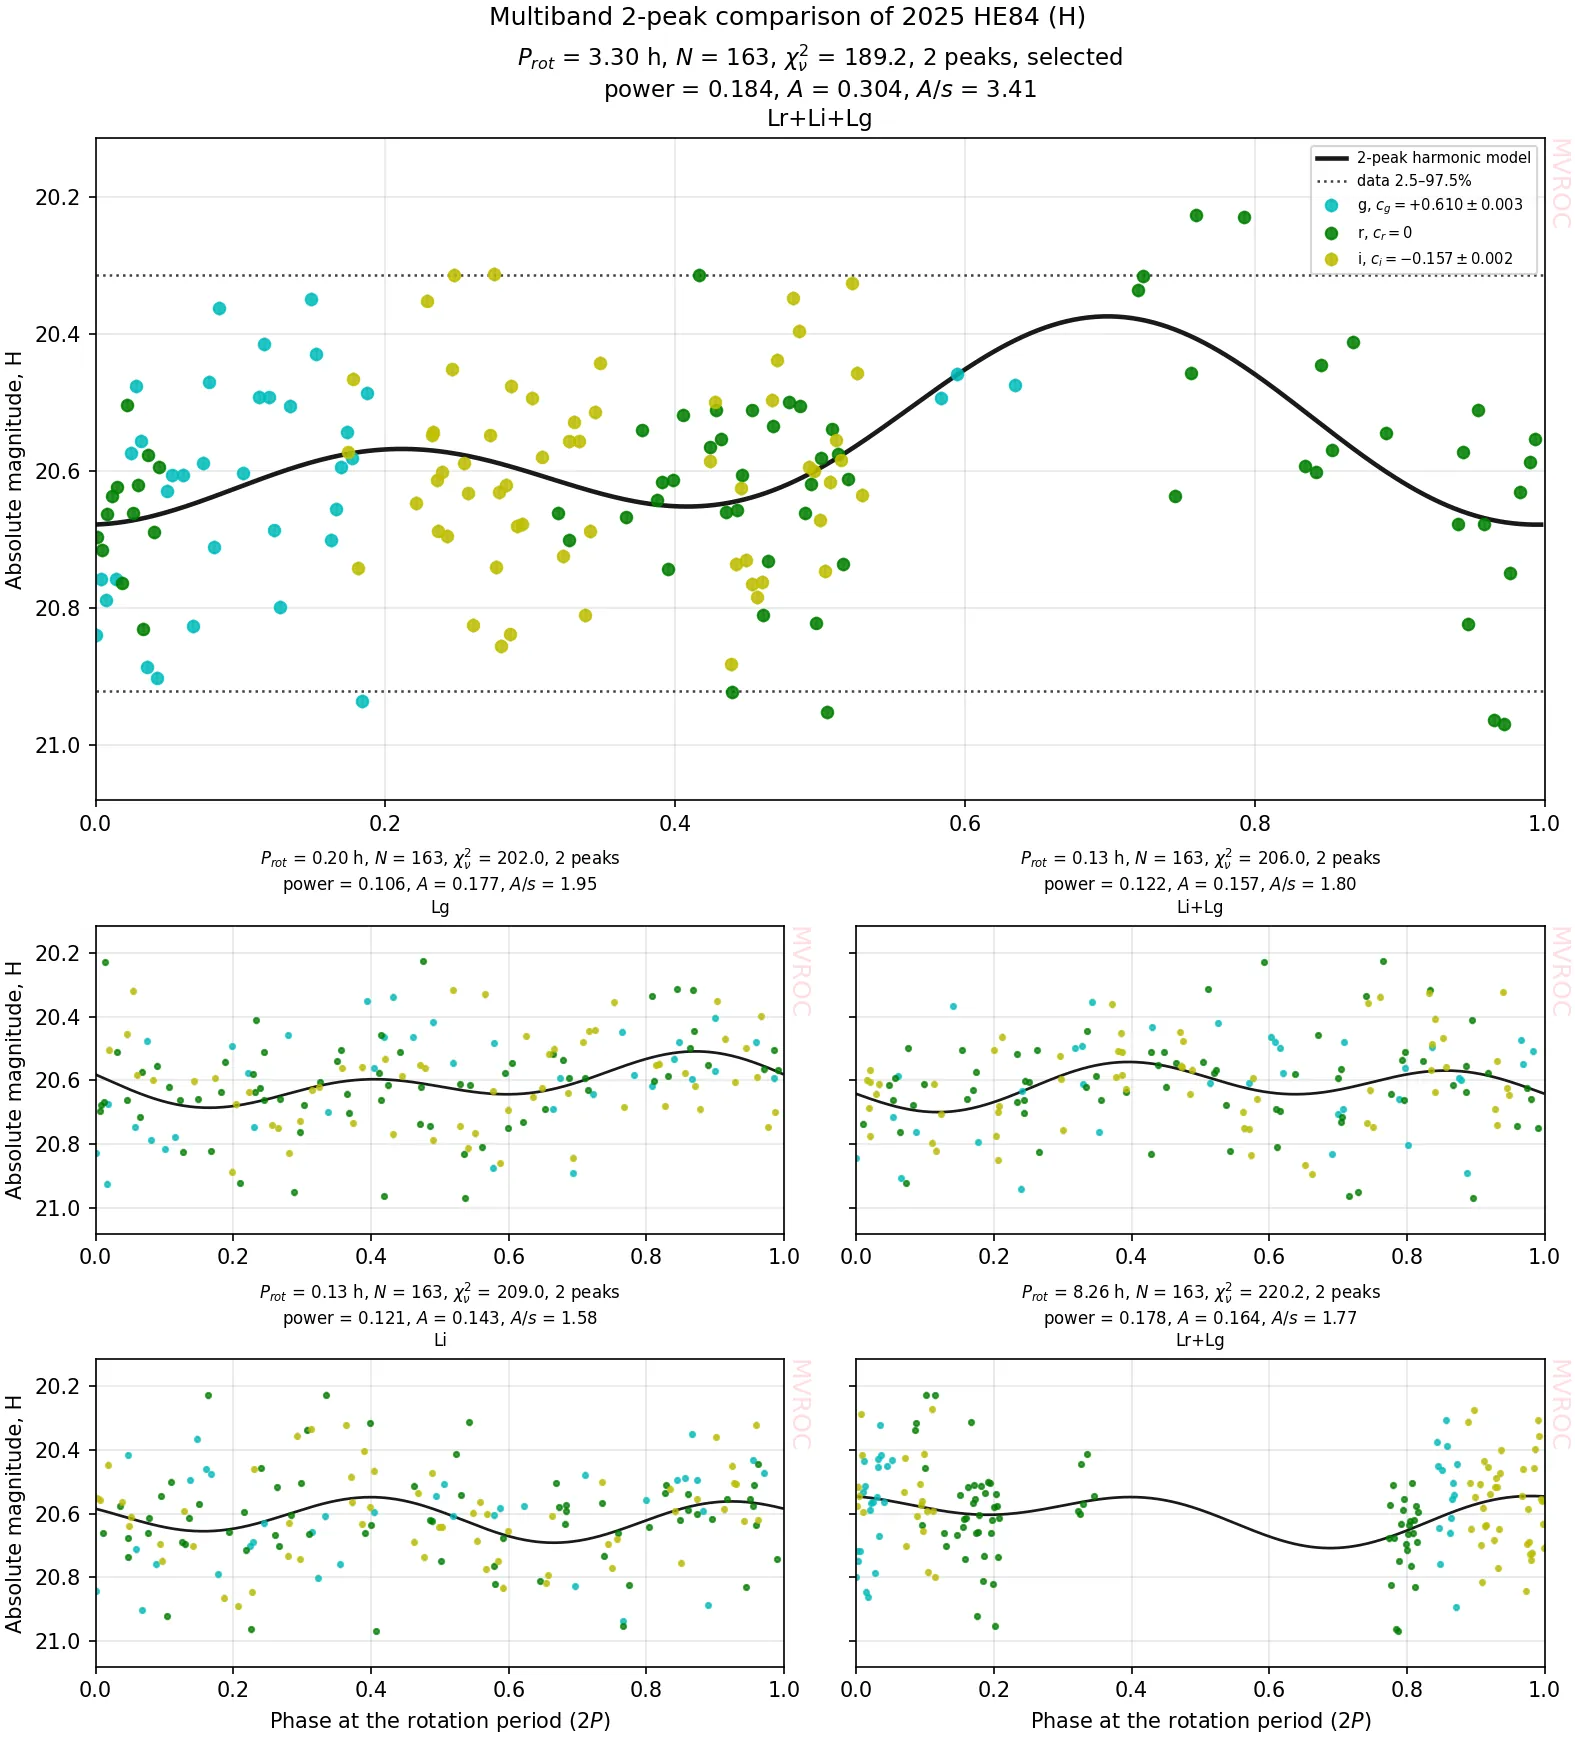 Multiband 2-peak comparison of 2025 HE84 (H)
P_rot = 3.30 h, N = 163, χ²_ν = 189.2, 2 peaks, selected
power = 0.184, A = 0.304, A/s = 3.41
Lr+Li+Lg
2-peak harmonic model
data 2.5–97.5%
g, c_g = +0.610 ± 0.003
r, c_r = 0
i, c_i = −0.157 ± 0.002
MVROC
Absolute magnitude, H
20.2
20.4
20.6
20.8
21.0
0.0 0.2 0.4 0.6 0.8 1.0
P_rot = 0.20 h, N = 163, χ²_ν = 202.0, 2 peaks
power = 0.106, A = 0.177, A/s = 1.95
Lg
MVROC
Absolute magnitude, H
20.2
20.4
20.6
20.8
21.0
0.0 0.2 0.4 0.6 0.8 1.0
P_rot = 0.13 h, N = 163, χ²_ν = 206.0, 2 peaks
power = 0.122, A = 0.157, A/s = 1.80
Li+Lg
MVROC
0.0 0.2 0.4 0.6 0.8 1.0
P_rot = 0.13 h, N = 163, χ²_ν = 209.0, 2 peaks
power = 0.121, A = 0.143, A/s = 1.58
Li
MVROC
Absolute magnitude, H
20.2
20.4
20.6
20.8
21.0
0.0 0.2 0.4 0.6 0.8 1.0
Phase at the rotation period (2P)
P_rot = 8.26 h, N = 163, χ²_ν = 220.2, 2 peaks
power = 0.178, A = 0.164, A/s = 1.77
Lr+Lg
MVROC
0.0 0.2 0.4 0.6 0.8 1.0
Phase at the rotation period (2P)